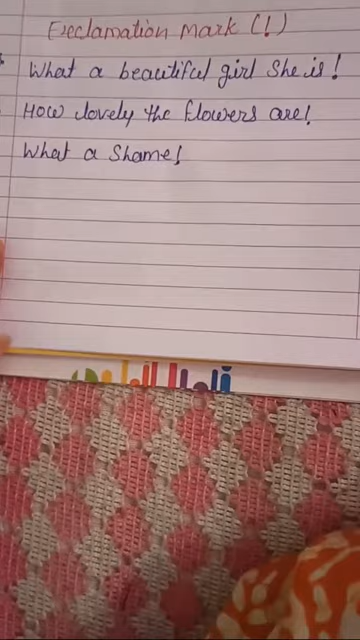 Exclamation Mark (!)
What a beautiful girl she is!
How lovely the flowers are!
What a Shame!